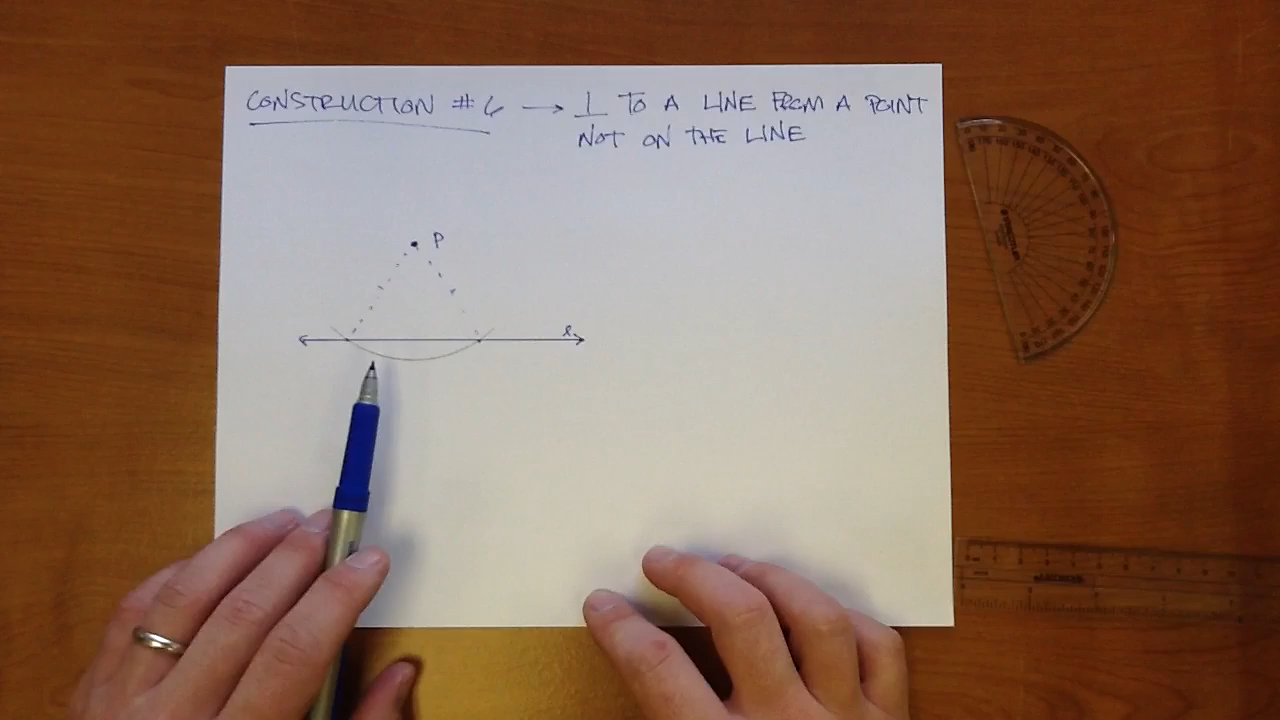 CONSTRUCTION #6 → ⊥ TO A LINE FROM A POINT
NOT ON THE LINE
P
l